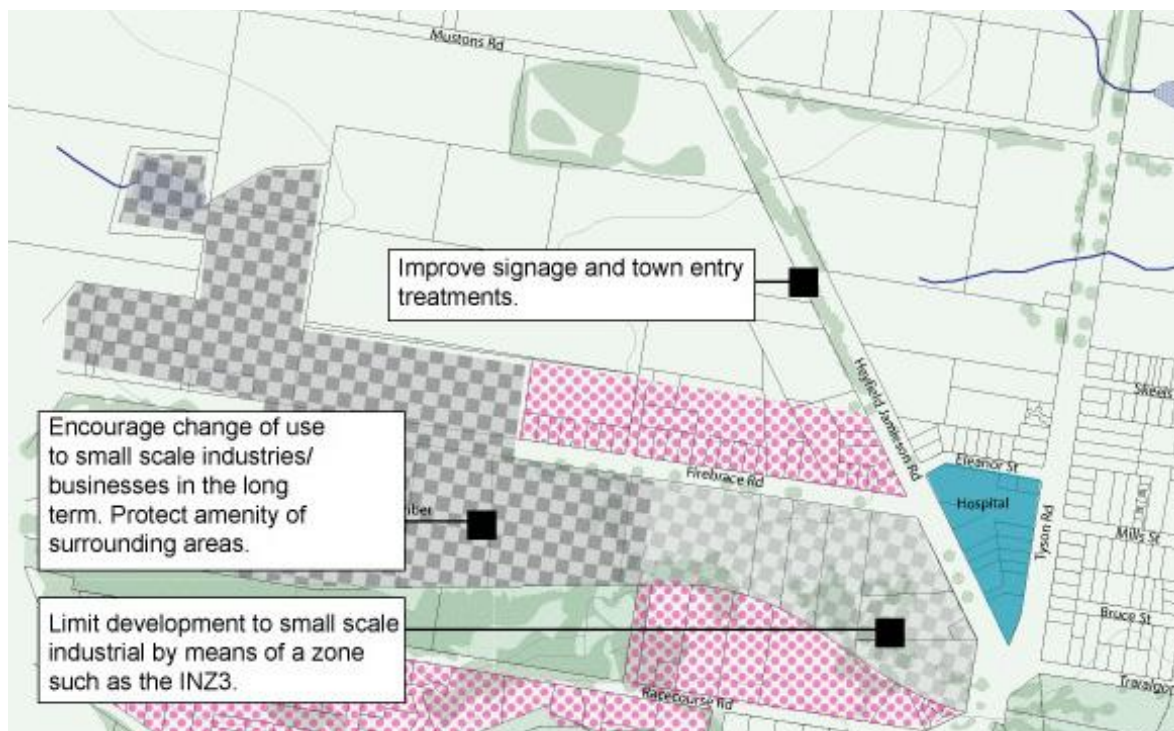 Mustons Rd
Improve signage and town entry
treatments.
Heyfield Jamieson Rd
Encourage change of use
to small scale industries/
businesses in the long
term. Protect amenity of
surrounding areas.
Firebrace Rd
Eleanor St
Hospital
Tyson Rd
Mills St
Bruce St
Limit development to small scale
industrial by means of a zone
such as the INZ3.
Racecourse Rd